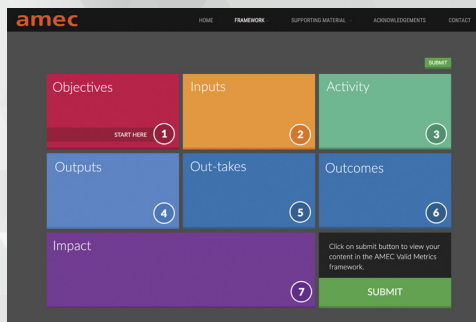 amec
HOME FRAMEWORK SUPPORTING MATERIAL ACKNOWLEDGEMENTS CONTACT
SUBMIT
Objectives
START HERE 1
Inputs
2
Activity
3
Outputs
4
Out-takes
5
Outcomes
6
Impact
7
Click on submit button to view your
content in the AMEC Valid Metrics
framework.
SUBMIT